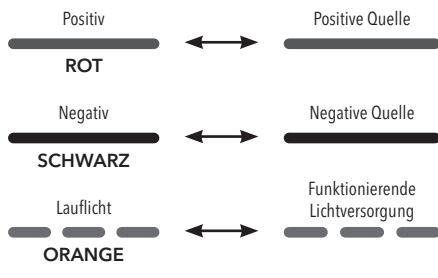 Positiv
Positive Quelle
ROT
Negativ
Negative Quelle
SCHWARZ
Lauflicht
Funktionierende
Lichtversorgung
ORANGE